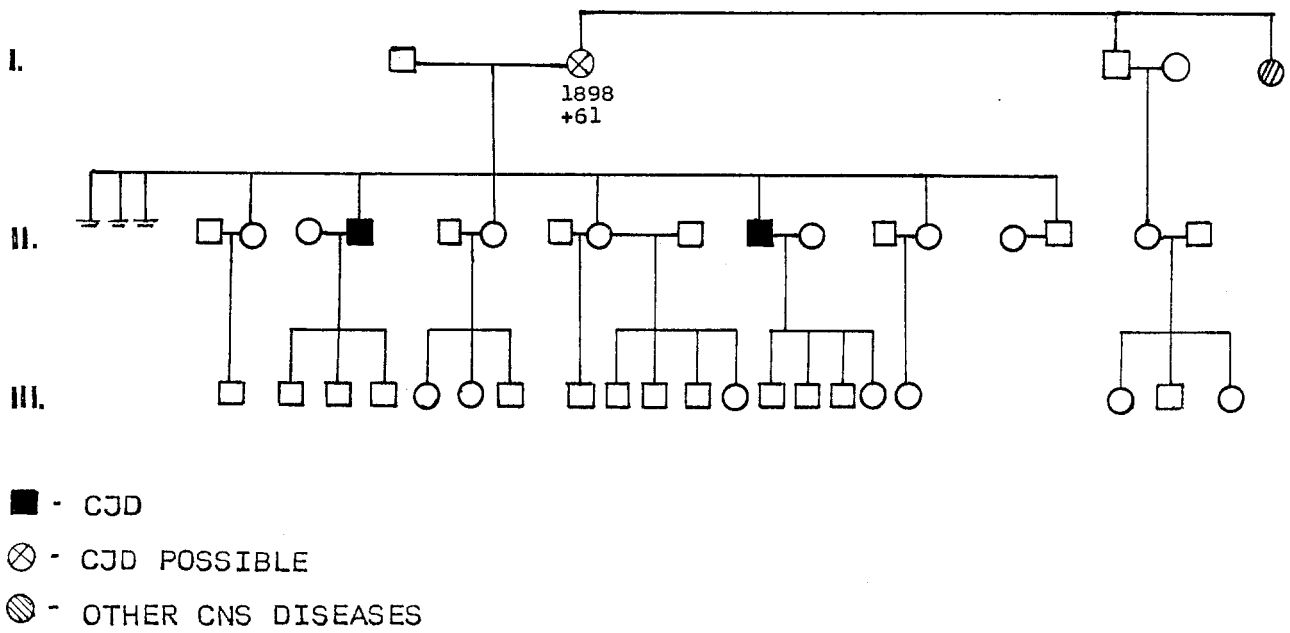 I.
1898
+61
II.
III.
- CJD
- CJD POSSIBLE
- OTHER CNS DISEASES